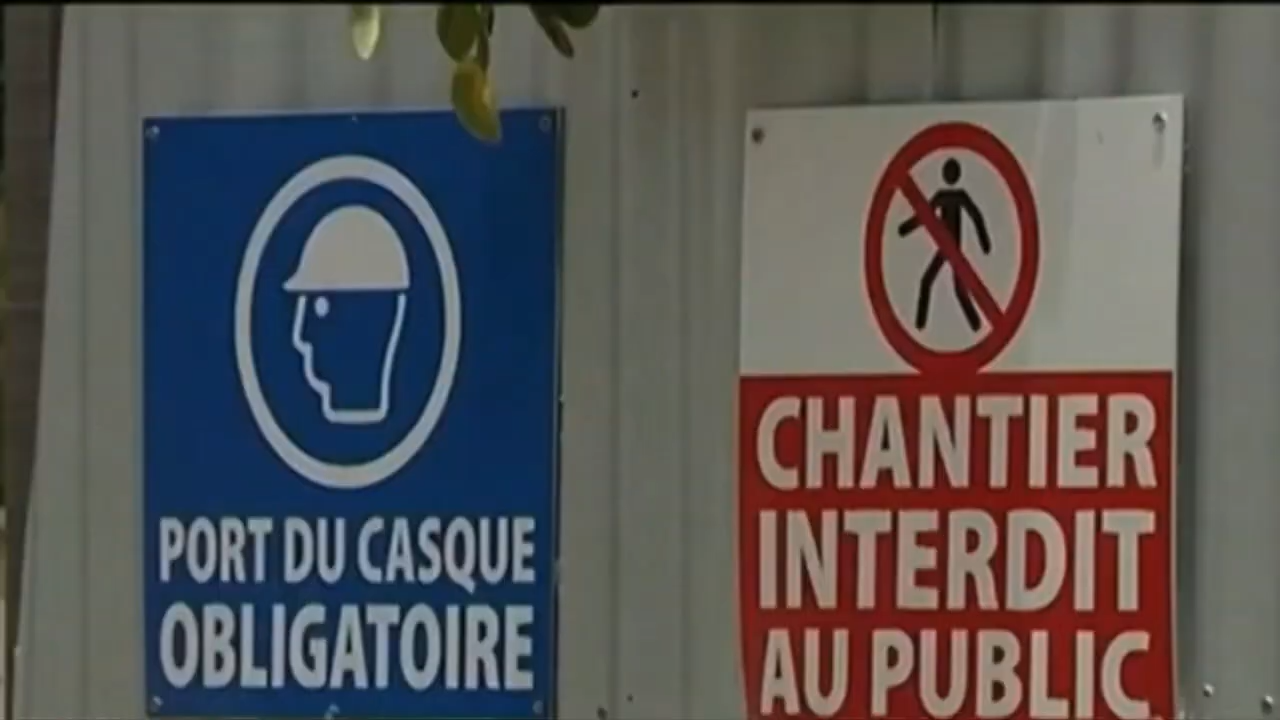 PORT DU CASQUE
OBLIGATOIRE
CHANTIER
INTERDIT
AU PUBLIC